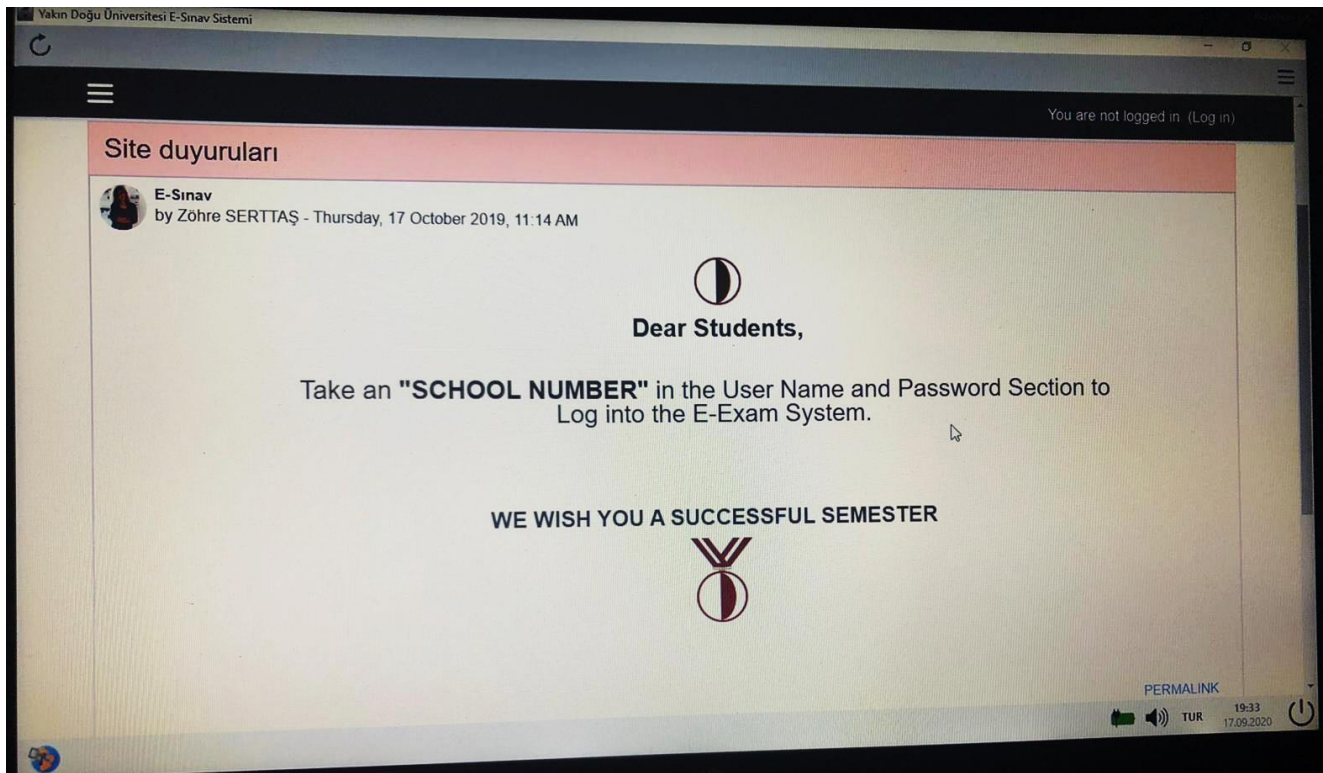 Yakın Doğu Üniversitesi E-Sınav Sistemi
You are not logged in (Log in)
Site duyuruları
E-Sınav
by Zöhre SERTTAŞ - Thursday, 17 October 2019, 11:14 AM
Dear Students,
Take an "SCHOOL NUMBER" in the User Name and Password Section to
Log into the E-Exam System.
WE WISH YOU A SUCCESSFUL SEMESTER
PERMALINK
TUR
19:33
17.09.2020